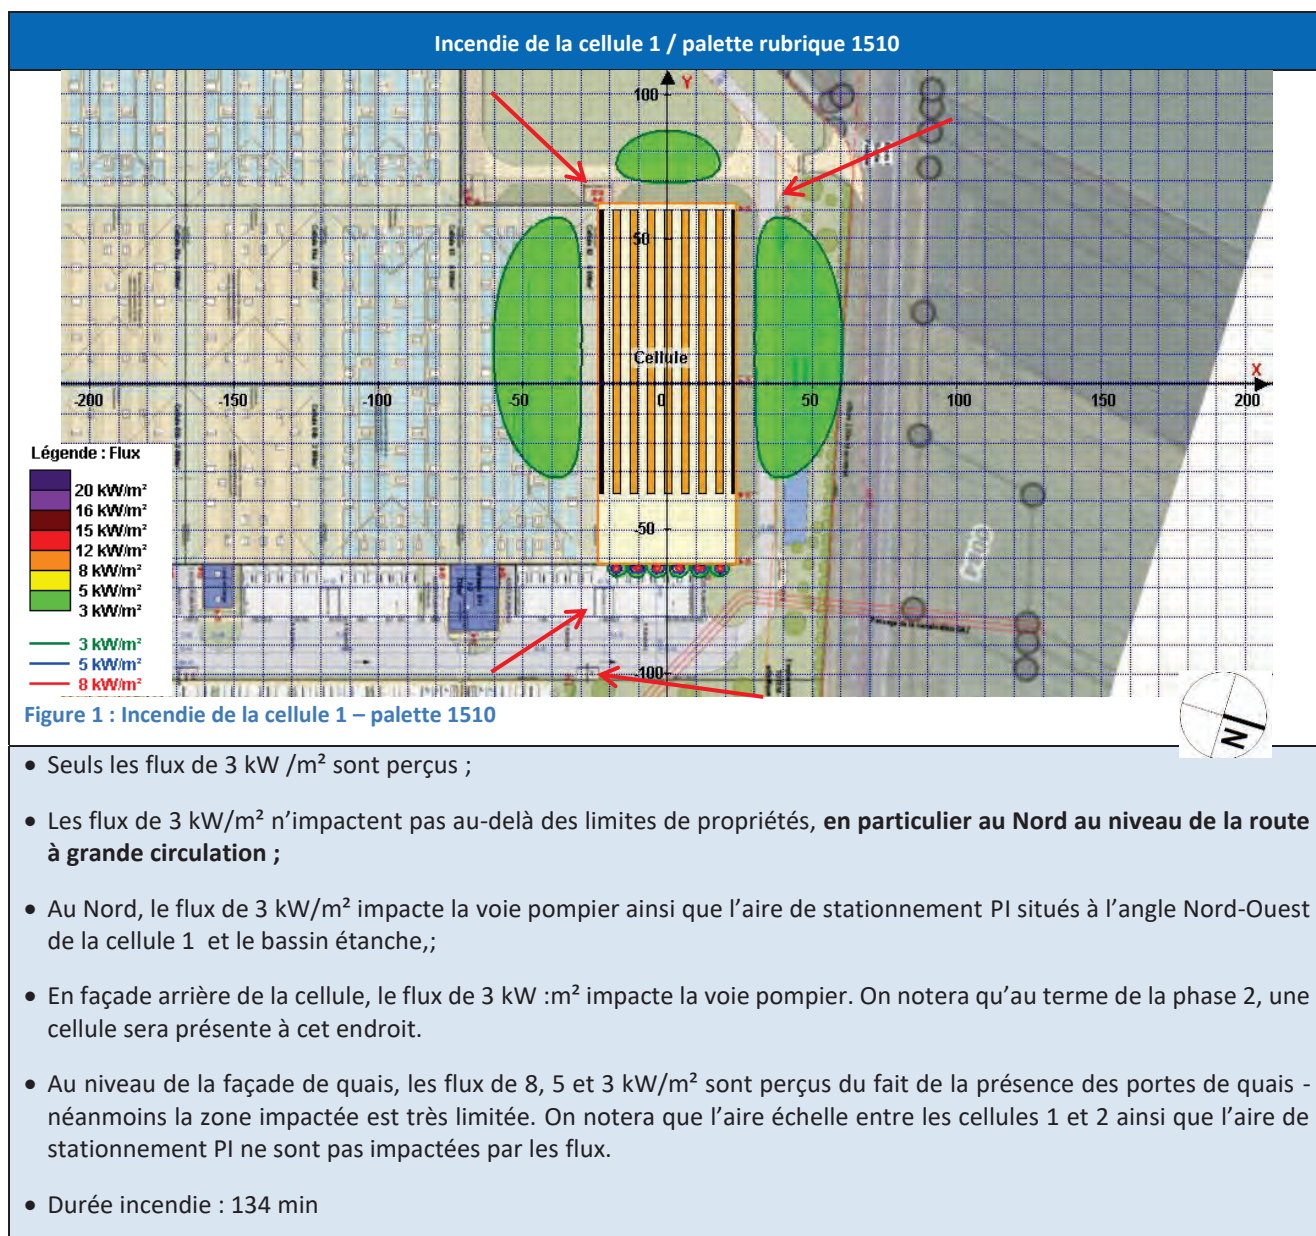 Incendie de la cellule 1 / palette rubrique 1510
Y
100
50
Cellule
X
-200
-150
-100
-50
0
50
100
150
200
-50
-100
Légende : Flux
20 kW/m²
16 kW/m²
15 kW/m²
12 kW/m²
8 kW/m²
5 kW/m²
3 kW/m²
3 kW/m²
5 kW/m²
8 kW/m²
N
Figure 1 : Incendie de la cellule 1 – palette 1510
• Seuls les flux de 3 kW /m² sont perçus ;
• Les flux de 3 kW/m² n’impactent pas au-delà des limites de propriétés, en particulier au Nord au niveau de la route
à grande circulation ;
• Au Nord, le flux de 3 kW/m² impacte la voie pompier ainsi que l’aire de stationnement PI situés à l’angle Nord-Ouest
de la cellule 1 et le bassin étanche,;
• En façade arrière de la cellule, le flux de 3 kW :m² impacte la voie pompier. On notera qu’au terme de la phase 2, une
cellule sera présente à cet endroit.
• Au niveau de la façade de quais, les flux de 8, 5 et 3 kW/m² sont perçus du fait de la présence des portes de quais -
néanmoins la zone impactée est très limitée. On notera que l’aire échelle entre les cellules 1 et 2 ainsi que l’aire de
stationnement PI ne sont pas impactées par les flux.
• Durée incendie : 134 min